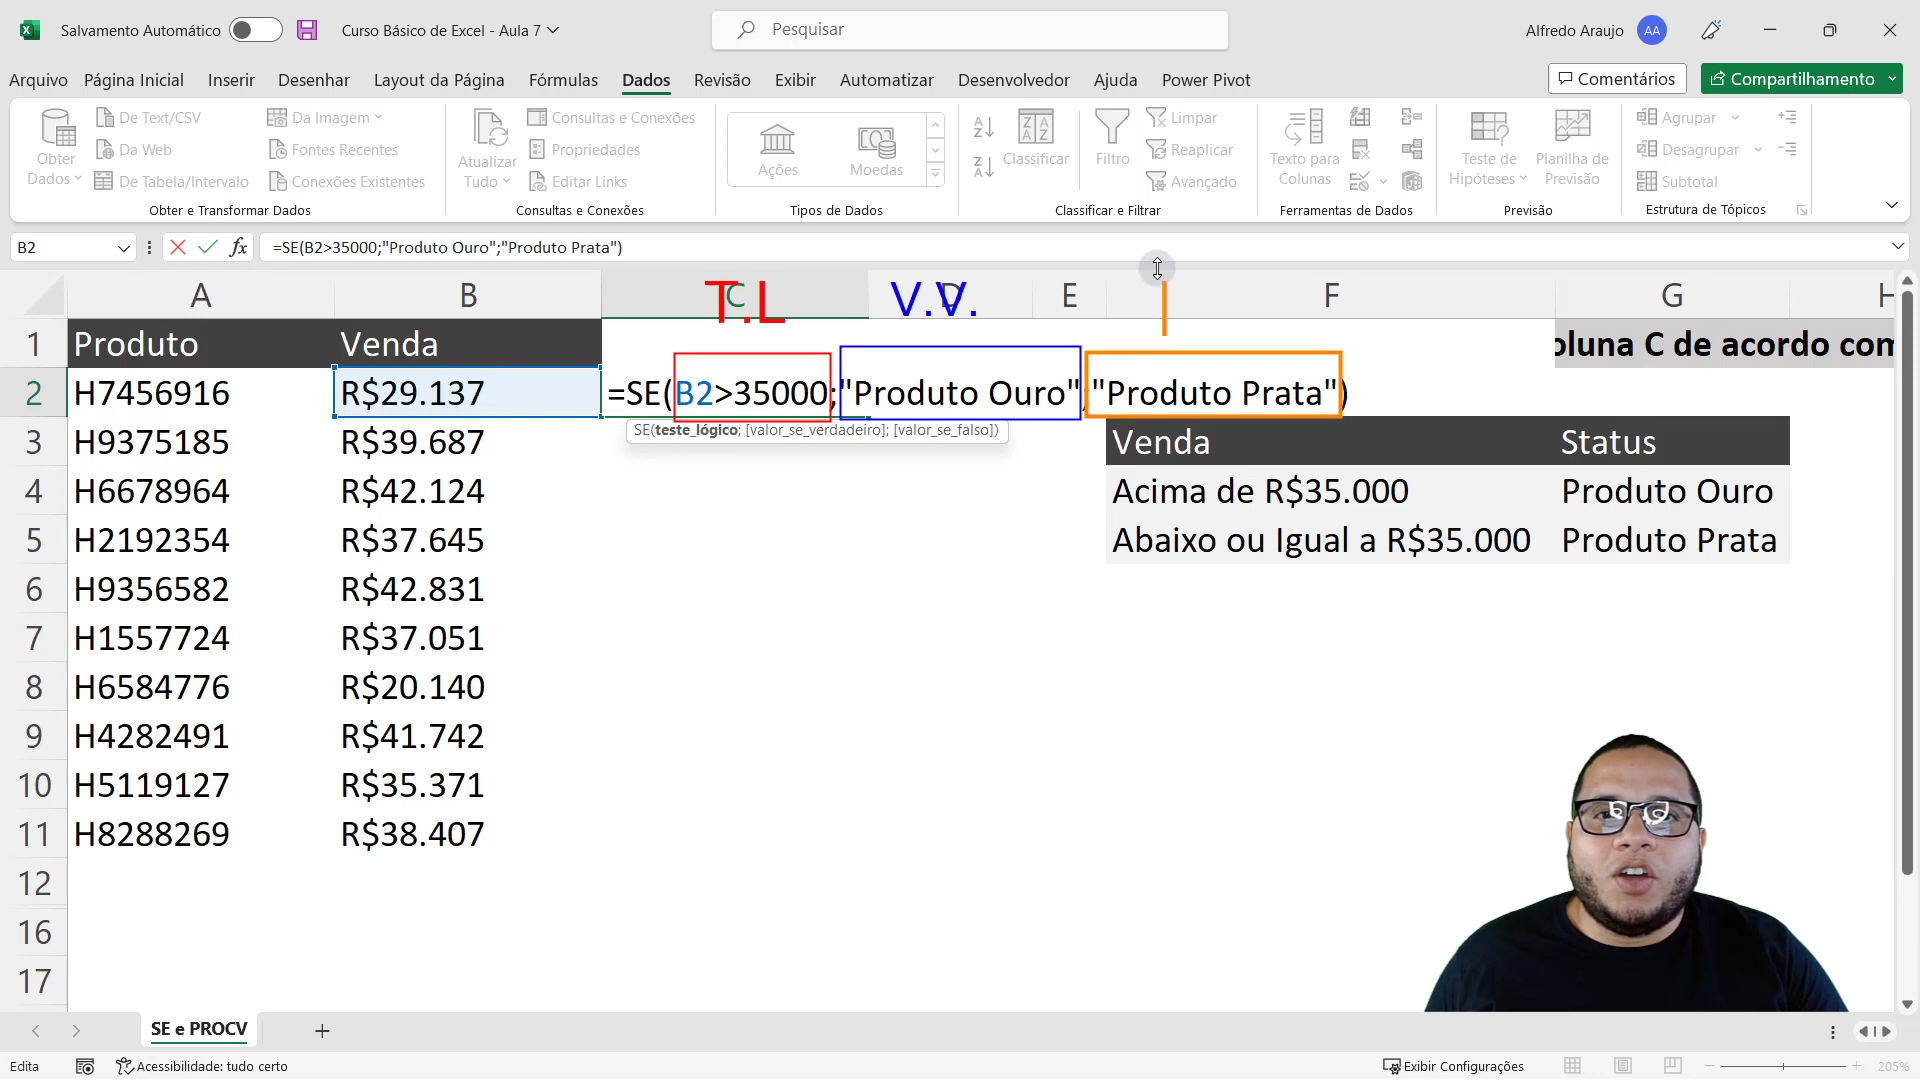 Salvamento Automático
Curso Básico de Excel - Aula 7
Pesquisar
Alfredo Araujo
AA
Arquivo Página Inicial Inserir Desenhar Layout da Página Fórmulas Dados Revisão Exibir Automatizar Desenvolvedor Ajuda Power Pivot
Comentários
Compartilhamento
Obter Dados
De Text/CSV
Da Web
De Tabela/Intervalo
Da Imagem
Fontes Recentes
Conexões Existentes
Obter e Transformar Dados
Atualizar Tudo
Consultas e Conexões
Propriedades
Editar Links
Consultas e Conexões
Ações
Moedas
Tipos de Dados
Classificar
Filtro
Limpar
Reaplicar
Avançado
Classificar e Filtrar
Texto para Colunas
Ferramentas de Dados
Teste de Hipóteses
Planilha de Previsão
Previsão
Agrupar
Desagrupar
Subtotal
Estrutura de Tópicos
B2
fx
=SE(B2>35000;"Produto Ouro";"Produto Prata")
A B C D E F G H
T.L V.V.
1 Produto Venda
oluna C de acordo com
2 H7456916 R$29.137 =SE(B2>35000;"Produto Ouro";"Produto Prata")
SE(teste_lógico; [valor_se_verdadeiro]; [valor_se_falso])
3 H9375185 R$39.687 Venda Status
4 H6678964 R$42.124 Acima de R$35.000 Produto Ouro
5 H2192354 R$37.645 Abaixo ou Igual a R$35.000 Produto Prata
6 H9356582 R$42.831
7 H1557724 R$37.051
8 H6584776 R$20.140
9 H4282491 R$41.742
10 H5119127 R$35.371
11 H8288269 R$38.407
12
16
17
SE e PROCV
Edita
Acessibilidade: tudo certo
Exibir Configurações
205%